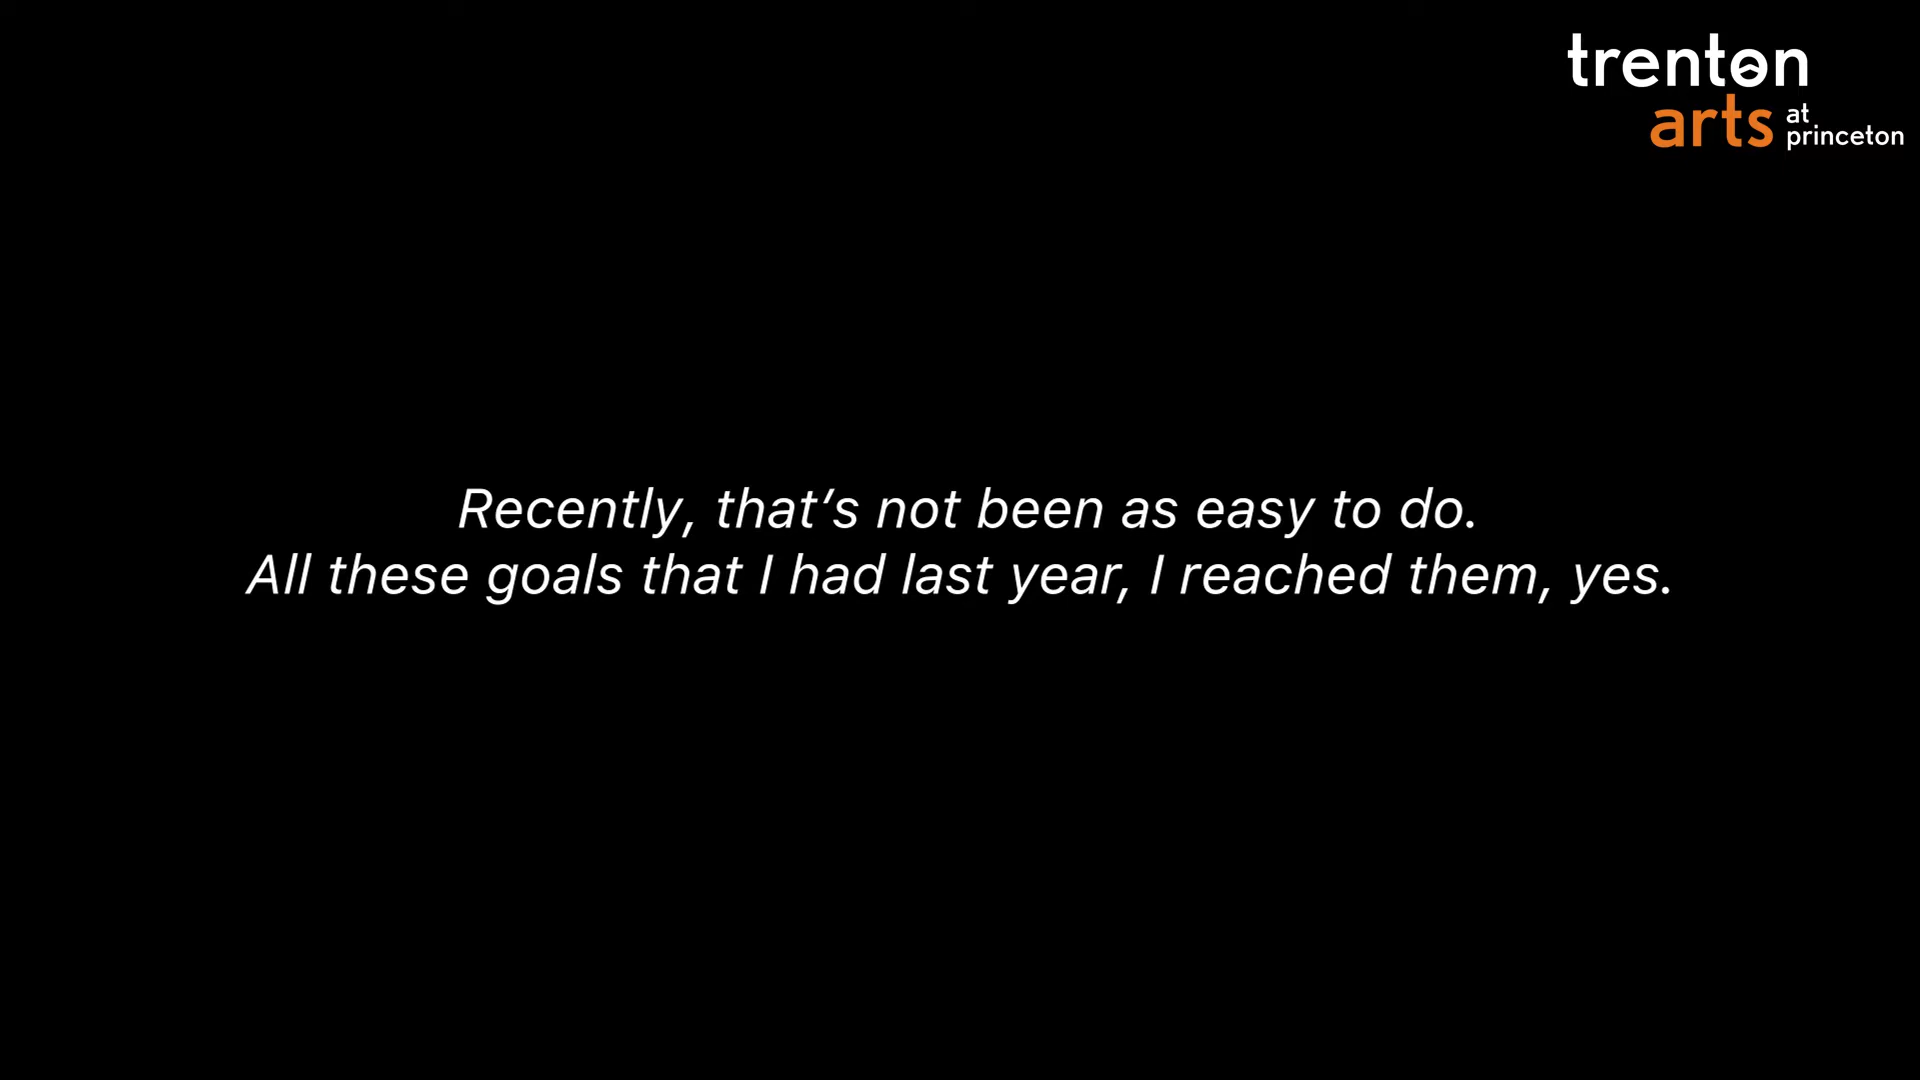 trenton
arts at princeton
Recently, that's not been as easy to do.
All these goals that I had last year, I reached them, yes.